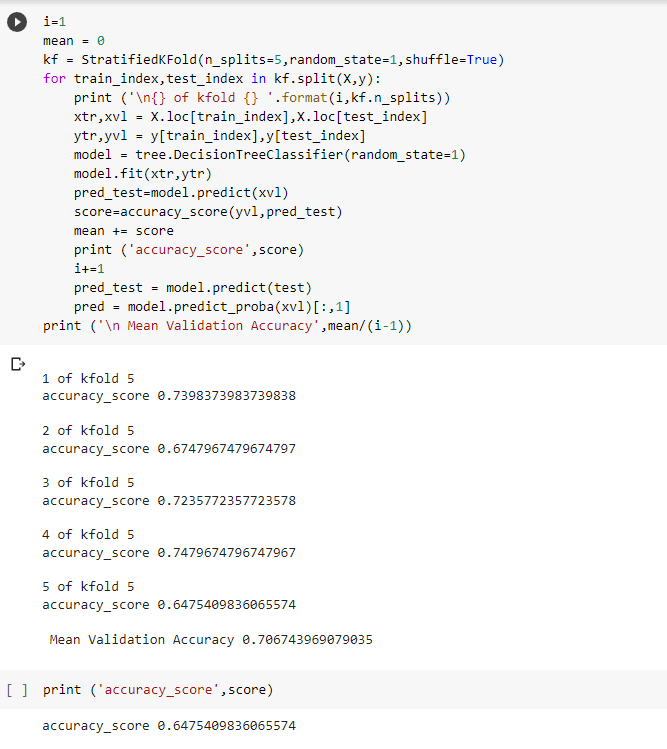 i=1
mean = 0
kf = StratifiedKFold(n_splits=5,random_state=1,shuffle=True)
for train_index,test_index in kf.split(X,y):
    print ('\n{} of kfold {} '.format(i,kf.n_splits))
    xtr,xvl = X.loc[train_index],X.loc[test_index]
    ytr,yvl = y[train_index],y[test_index]
    model = tree.DecisionTreeClassifier(random_state=1)
    model.fit(xtr,ytr)
    pred_test=model.predict(xvl)
    score=accuracy_score(yvl,pred_test)
    mean += score
    print ('accuracy_score',score)
    i+=1
    pred_test = model.predict(test)
    pred = model.predict_proba(xvl)[:,1]
print ('\n Mean Validation Accuracy',mean/(i-1))
1 of kfold 5
accuracy_score 0.7398373983739838
2 of kfold 5
accuracy_score 0.6747967479674797
3 of kfold 5
accuracy_score 0.7235772357723578
4 of kfold 5
accuracy_score 0.7479674796747967
5 of kfold 5
accuracy_score 0.6475409836065574
Mean Validation Accuracy 0.706743969079035
[ ] print ('accuracy_score',score)
accuracy_score 0.6475409836065574